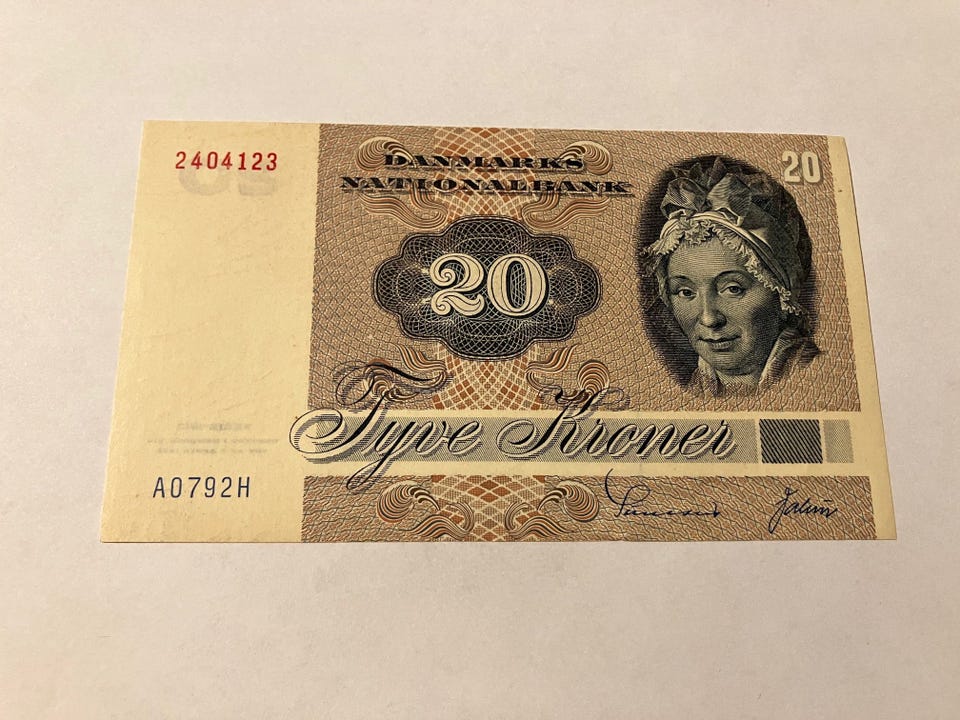 2404123
DANMARKS
NATIONALBANK
20
20
Tyve Kroner
A0792H